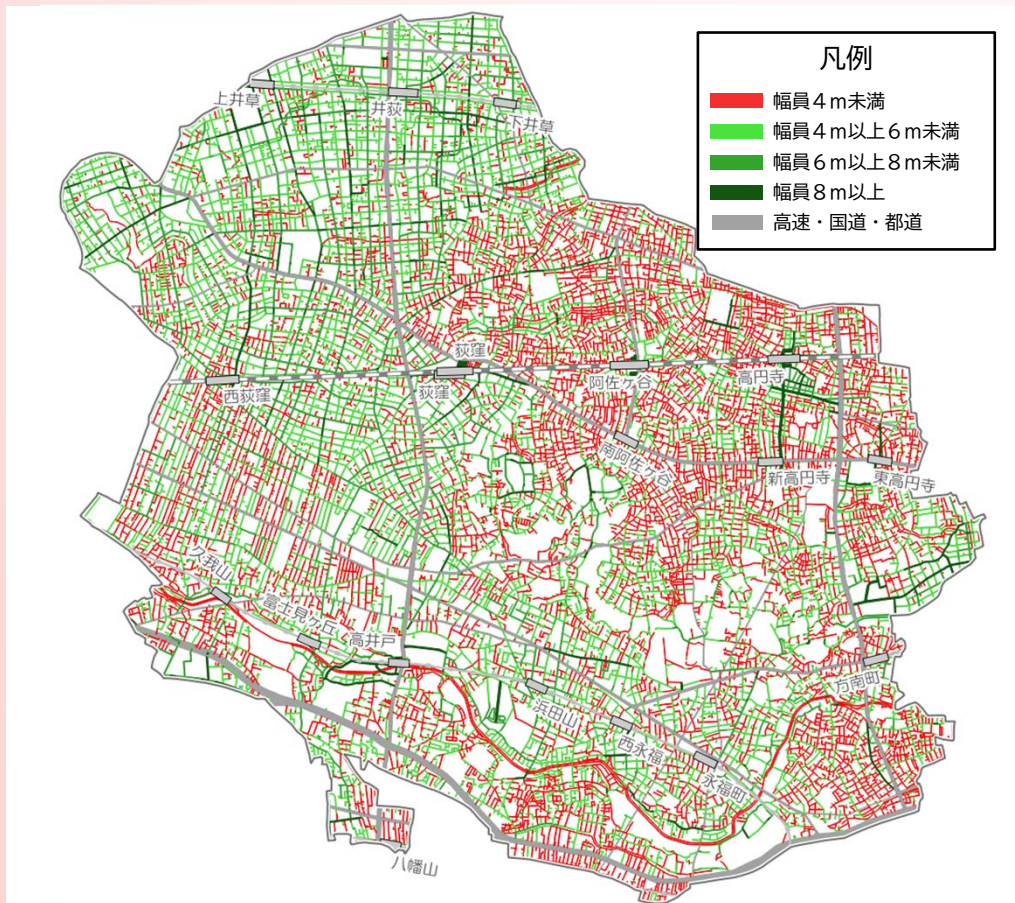 凡例
幅員４ｍ未満
幅員４ｍ以上６ｍ未満
幅員６ｍ以上８ｍ未満
幅員８ｍ以上
高速・国道・都道
上井草
井荻
下井草
荻窪
西荻窪
荻窪
阿佐ヶ谷
高円寺
南阿佐ヶ谷
新高円寺
東高円寺
久我山
富士見ヶ丘
高井戸
浜田山
西永福
永福町
方南町
八幡山